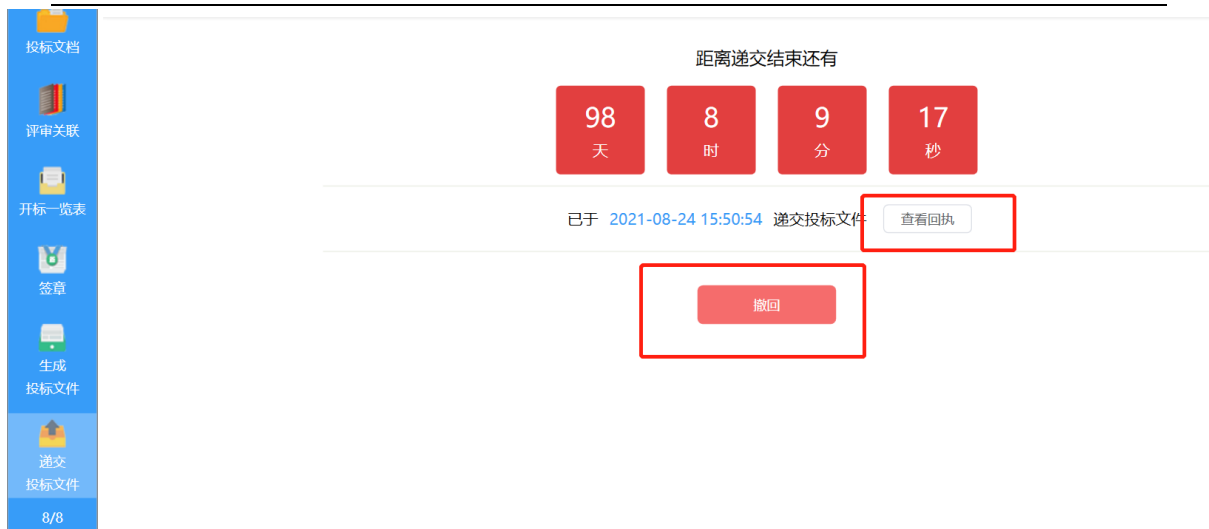 投标文档
评审关联
开标一览表
签章
生成
投标文件
递交
投标文件
8/8
距离递交结束还有
98 8 9 17
天 时 分 秒
已于 2021-08-24 15:50:54 递交投标文件 查看回执
撤回